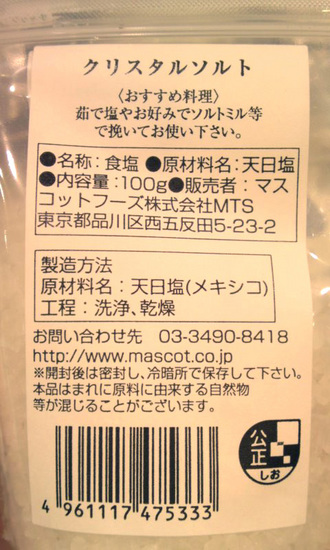 クリスタルソルト
〈おすすめ料理〉
茹で塩やお好みでソルトミル等
で挽いてお使い下さい。
●名称：食塩 ●原材料名：天日塩
●内容量：100g●販売者：マス
コットフーズ株式会社MTS
東京都品川区西五反田5-23-2
製造方法
原材料名：天日塩(メキシコ)
工程：洗浄、乾燥
お問い合わせ先 03-3490-8418
http://www.mascot.co.jp
※開封後は密封し、冷暗所で保存して下さい。
本品はまれに原料に由来する自然物
等が混じることがございます。
公正
しお
4 961117 475333